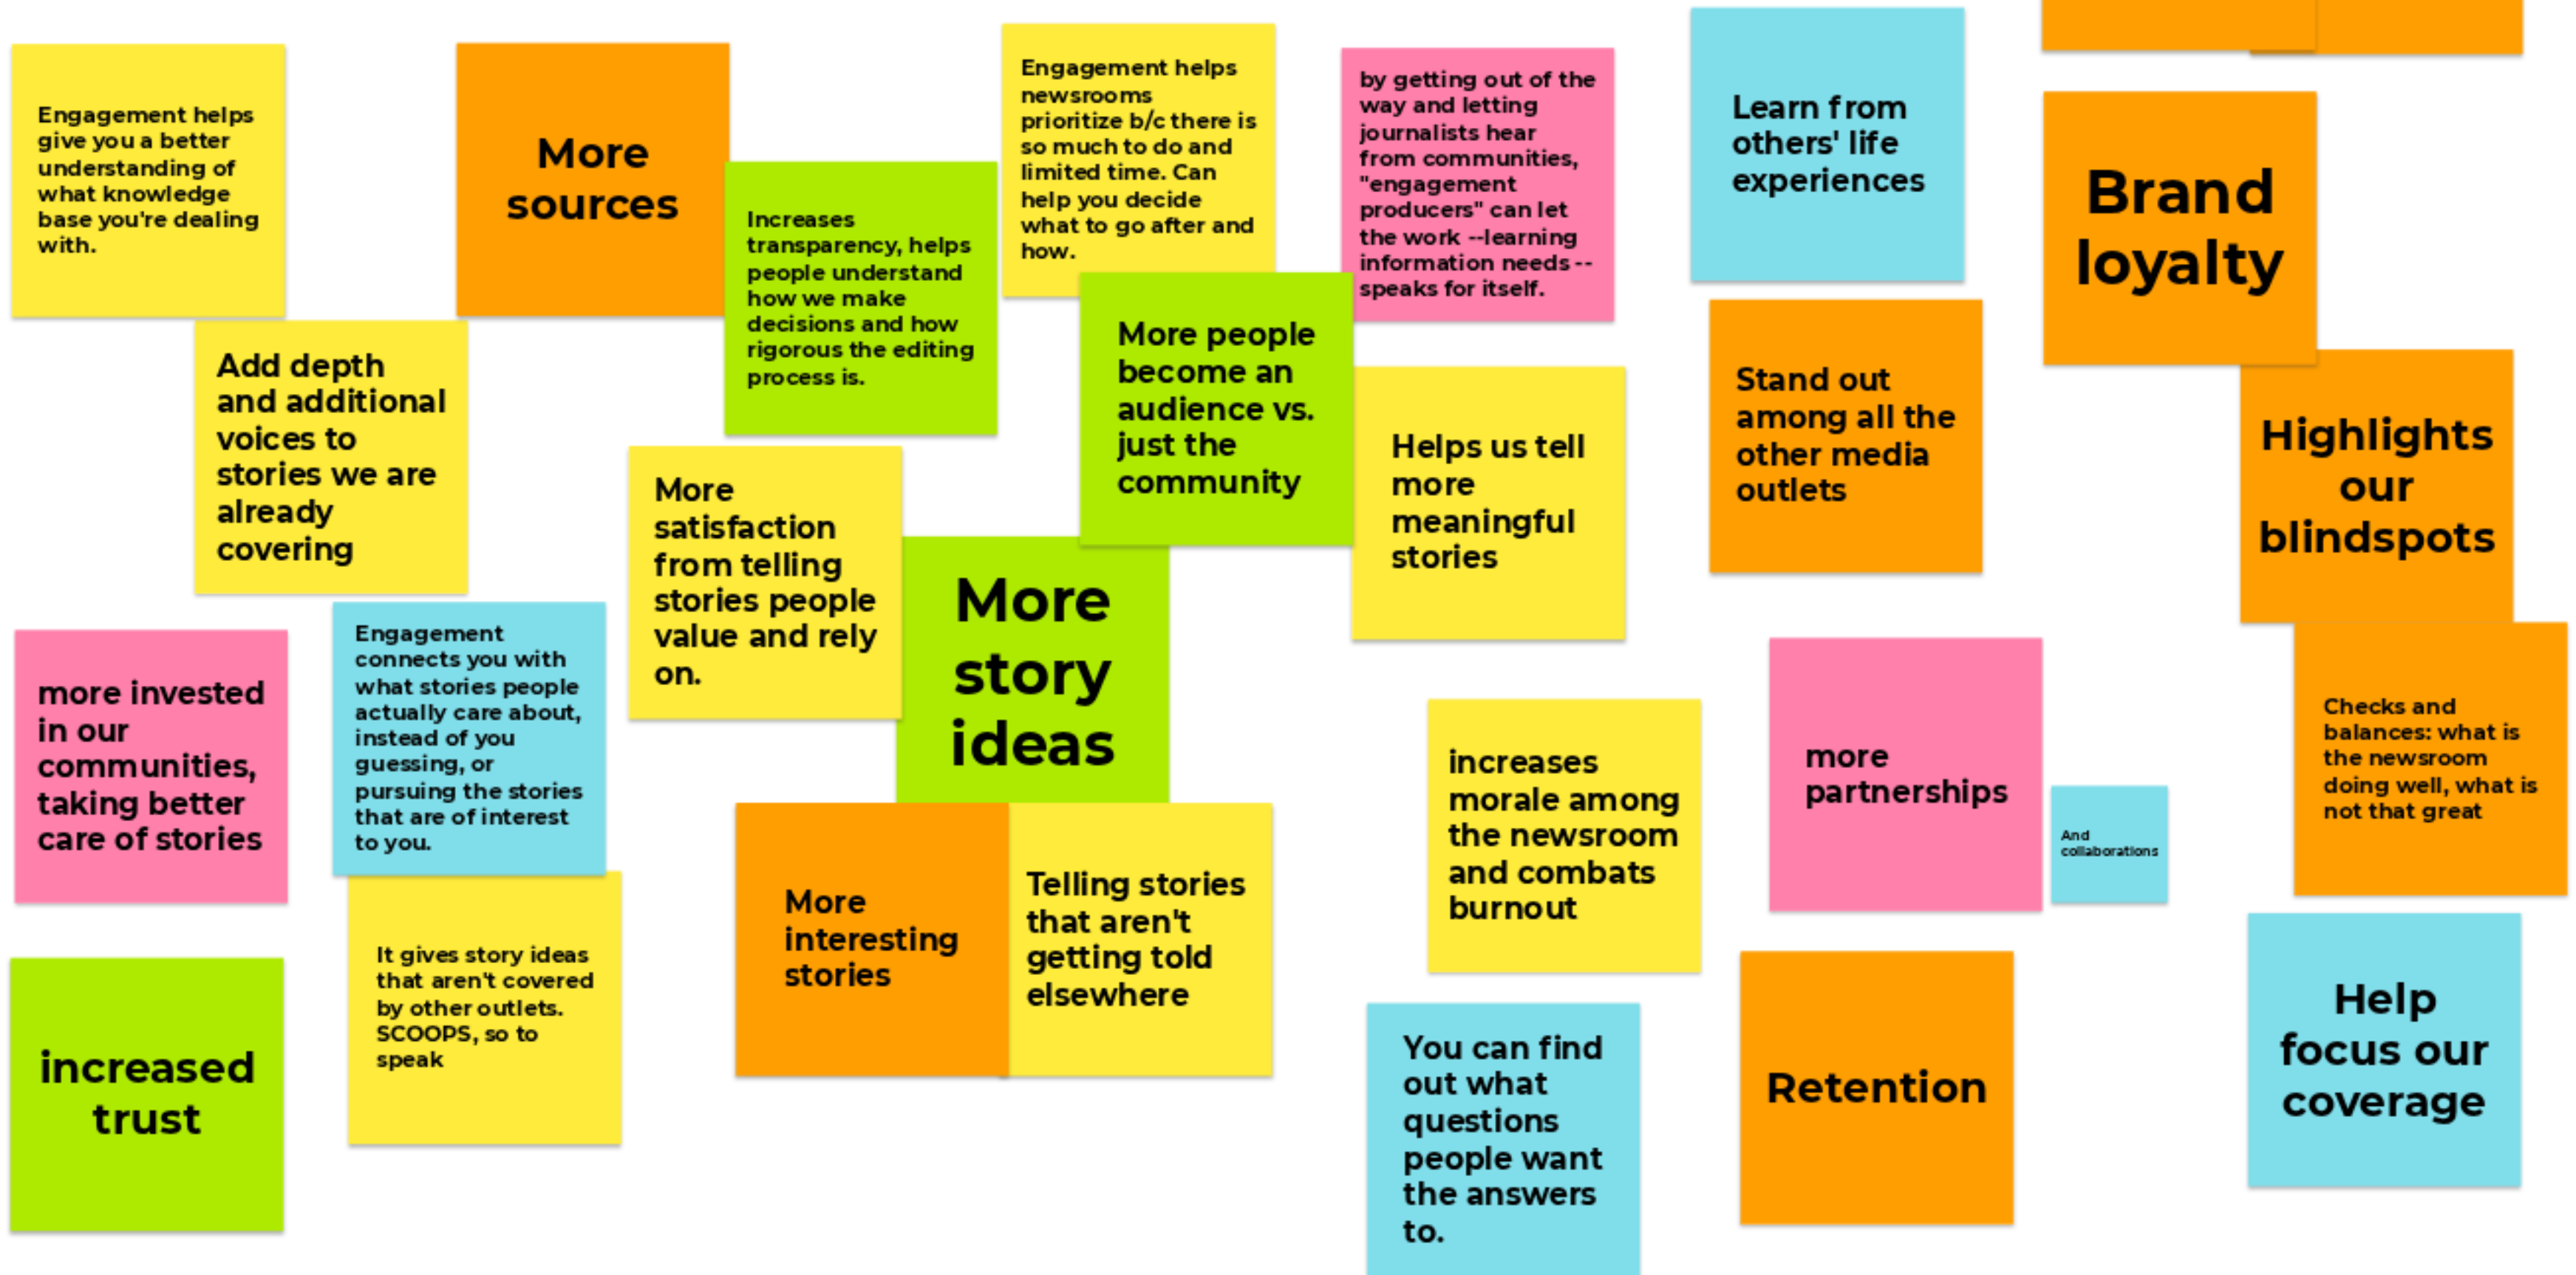 Engagement helps
give you a better
understanding of
what knowledge
base you're dealing
with.
More
sources
Increases
transparency, helps
people understand
how we make
decisions and how
rigorous the editing
process is.
Engagement helps
newsrooms
prioritize b/c there is
so much to do and
limited time. Can
help you decide
what to go after and
how.
by getting out of the
way and letting
journalists hear
from communities,
"engagement
producers" can let
the work --learning
information needs --
speaks for itself.
Learn from
others' life
experiences
Brand
loyalty
Add depth
and additional
voices to
stories we are
already
covering
More
satisfaction
from telling
stories people
value and rely
on.
More people
become an
audience vs.
just the
community
Helps us tell
more
meaningful
stories
Stand out
among all the
other media
outlets
Highlights
our
blindspots
more invested
in our
communities,
taking better
care of stories
Engagement
connects you with
what stories people
actually care about,
instead of you
guessing, or
pursuing the stories
that are of interest
to you.
More
story
ideas
increases
morale among
the newsroom
and combats
burnout
more
partnerships
And
collaborations
Checks and
balances: what is
the newsroom
doing well, what is
not that great
increased
trust
It gives story ideas
that aren't covered
by other outlets.
SCOOPS, so to
speak
More
interesting
stories
Telling stories
that aren't
getting told
elsewhere
You can find
out what
questions
people want
the answers
to.
Retention
Help
focus our
coverage